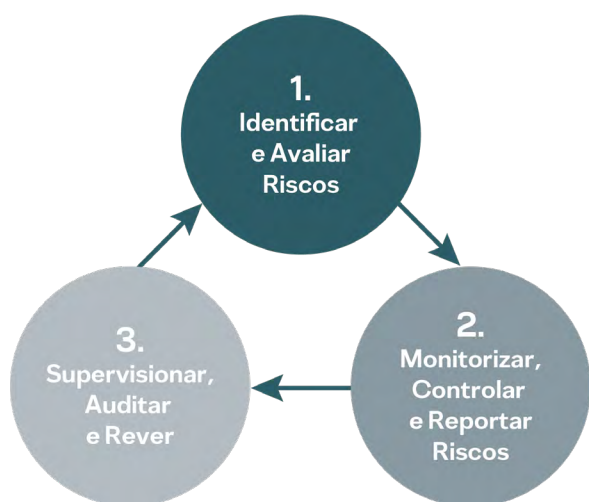 1.
Identificar
e Avaliar
Riscos
2.
Monitorizar,
Controlar
e Reportar
Riscos
3.
Supervisionar,
Auditar
e Rever